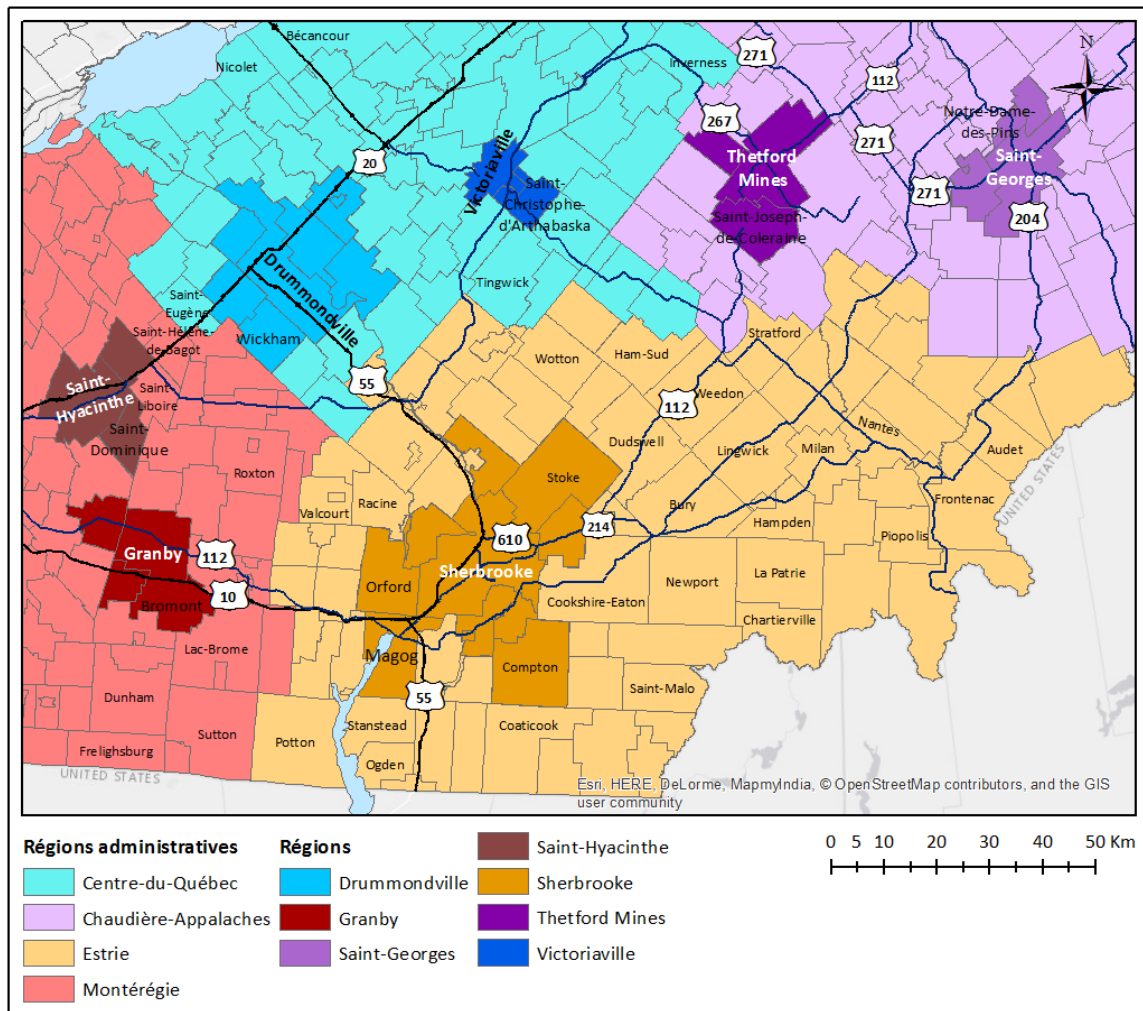 Bécancour
Nicolet
Inverness
271
N
112
20
267
Notre-Dame-
des-Pins
271
Victoriaville
Thetford
Mines
Saint-
Georges
Saint-
Christophe-
d'Arthabaska
271
204
Saint-Joseph-
de-Coleraine
Drummondville
Tingwick
Saint-
Eugène
Saint-Hélène-
de-Bagot
Wickham
Stratford
Wotton
Ham-Sud
55
Saint-
Hyacinthe
Saint-
Liboire
Weedon
112
Saint-
Dominique
Dudswell
Nantes
Lingwick
Milan
Audet
Roxton
Stoke
UNITED STATES
Racine
Valcourt
Bury
Frontenac
Hampden
214
610
Piopolis
Granby
112
Sherbrooke
La Patrie
Newport
Orford
10
Bromont
Cookshire-Eaton
Chartierville
Lac-Brome
Magog
Compton
55
Saint-Malo
Dunham
Sutton
Potton
Stanstead
Coaticook
Frelighsburg
Ogden
UNITED STATES
Esri, HERE, DeLorme, MapmyIndia, © OpenStreetMap contributors, and the GIS
user community
Régions administratives
Centre-du-Québec
Chaudière-Appalaches
Estrie
Montérégie
Régions
Drummondville
Granby
Saint-Georges
Saint-Hyacinthe
Sherbrooke
Thetford Mines
Victoriaville
0 5 10 20 30 40 50 Km